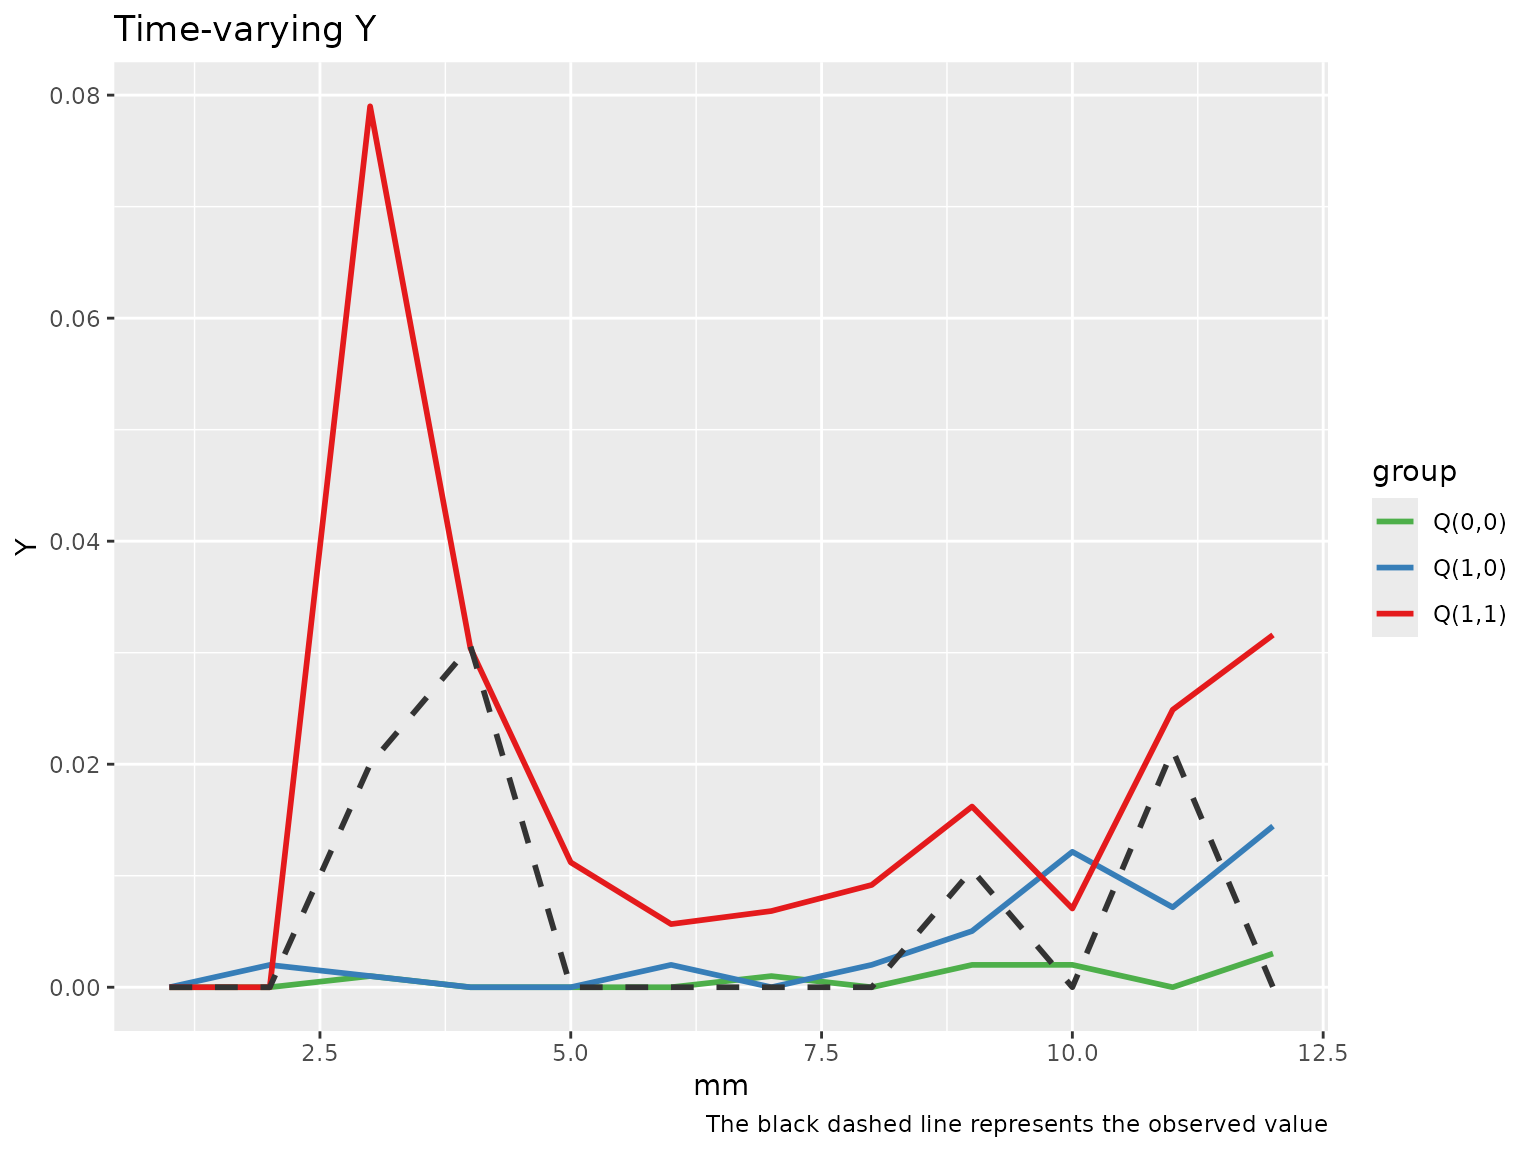 Time-varying Y
0.08
0.06
0.04
0.02
0.00
Y
2.5 5.0 7.5 10.0 12.5
mm
The black dashed line represents the observed value
group
Q(0,0)
Q(1,0)
Q(1,1)